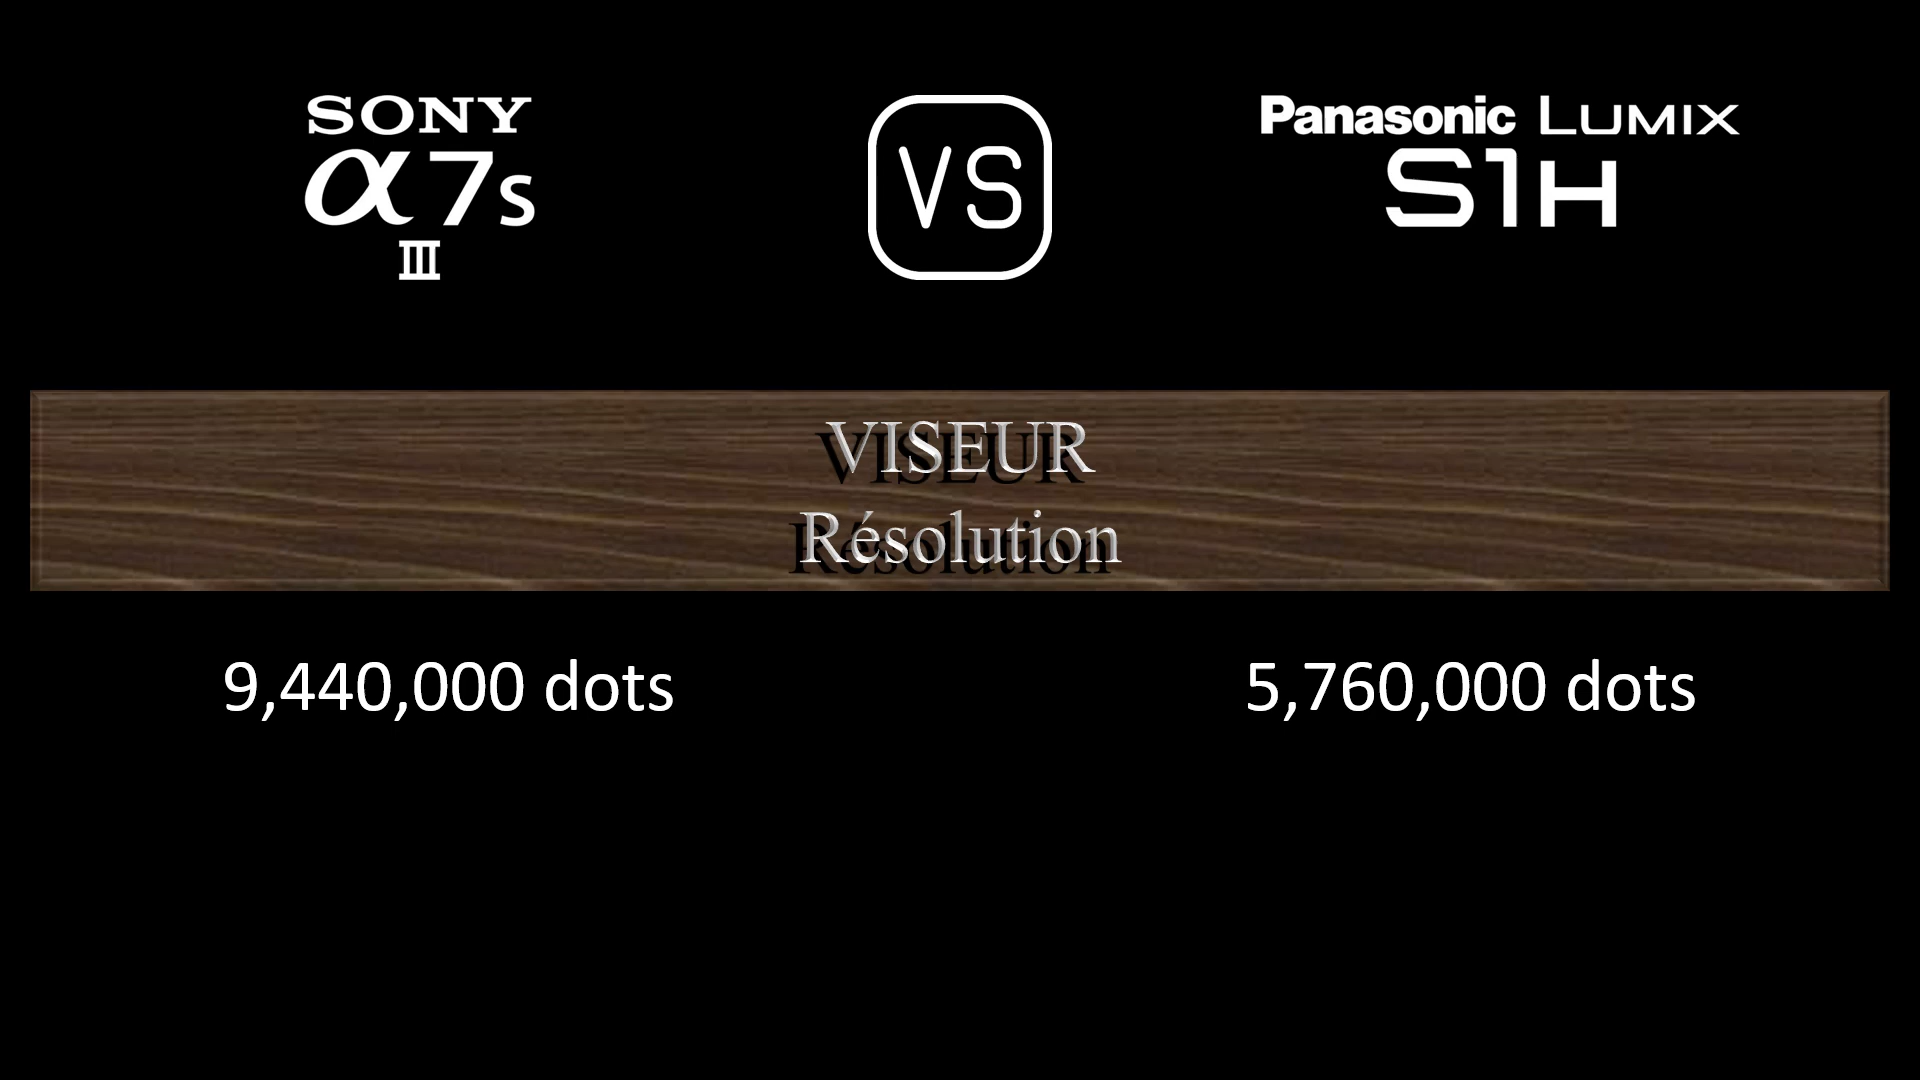 SONY
α7s
III
VS
Panasonic LUMIX
S1H
VISEUR
Résolution
9,440,000 dots
5,760,000 dots